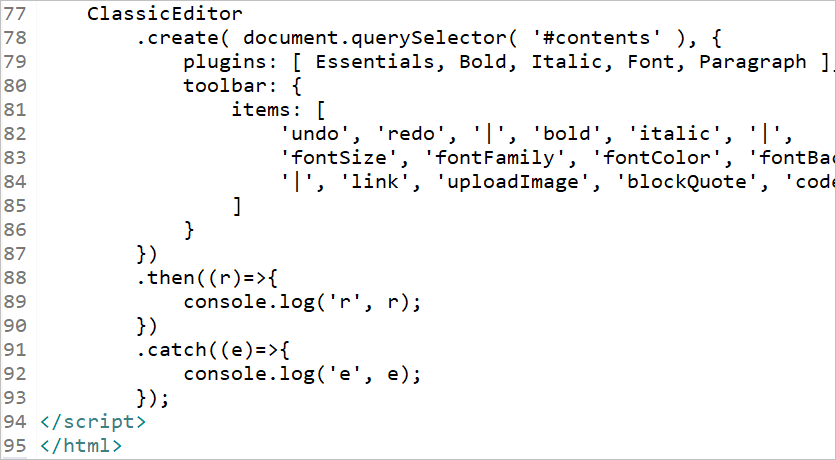 77     ClassicEditor
78         .create( document.querySelector( '#contents' ), {
79             plugins: [ Essentials, Bold, Italic, Font, Paragraph ],
80             toolbar: {
81                 items: [
82                     'undo', 'redo', '|', 'bold', 'italic', '|',
83                     'fontSize', 'fontFamily', 'fontColor', 'fontBac
84                     '|', 'link', 'uploadImage', 'blockQuote', 'code
85                 ]
86             }
87         })
88         .then((r)=>{
89             console.log('r', r);
90         })
91         .catch((e)=>{
92             console.log('e', e);
93         });
94 </script>
95 </html>